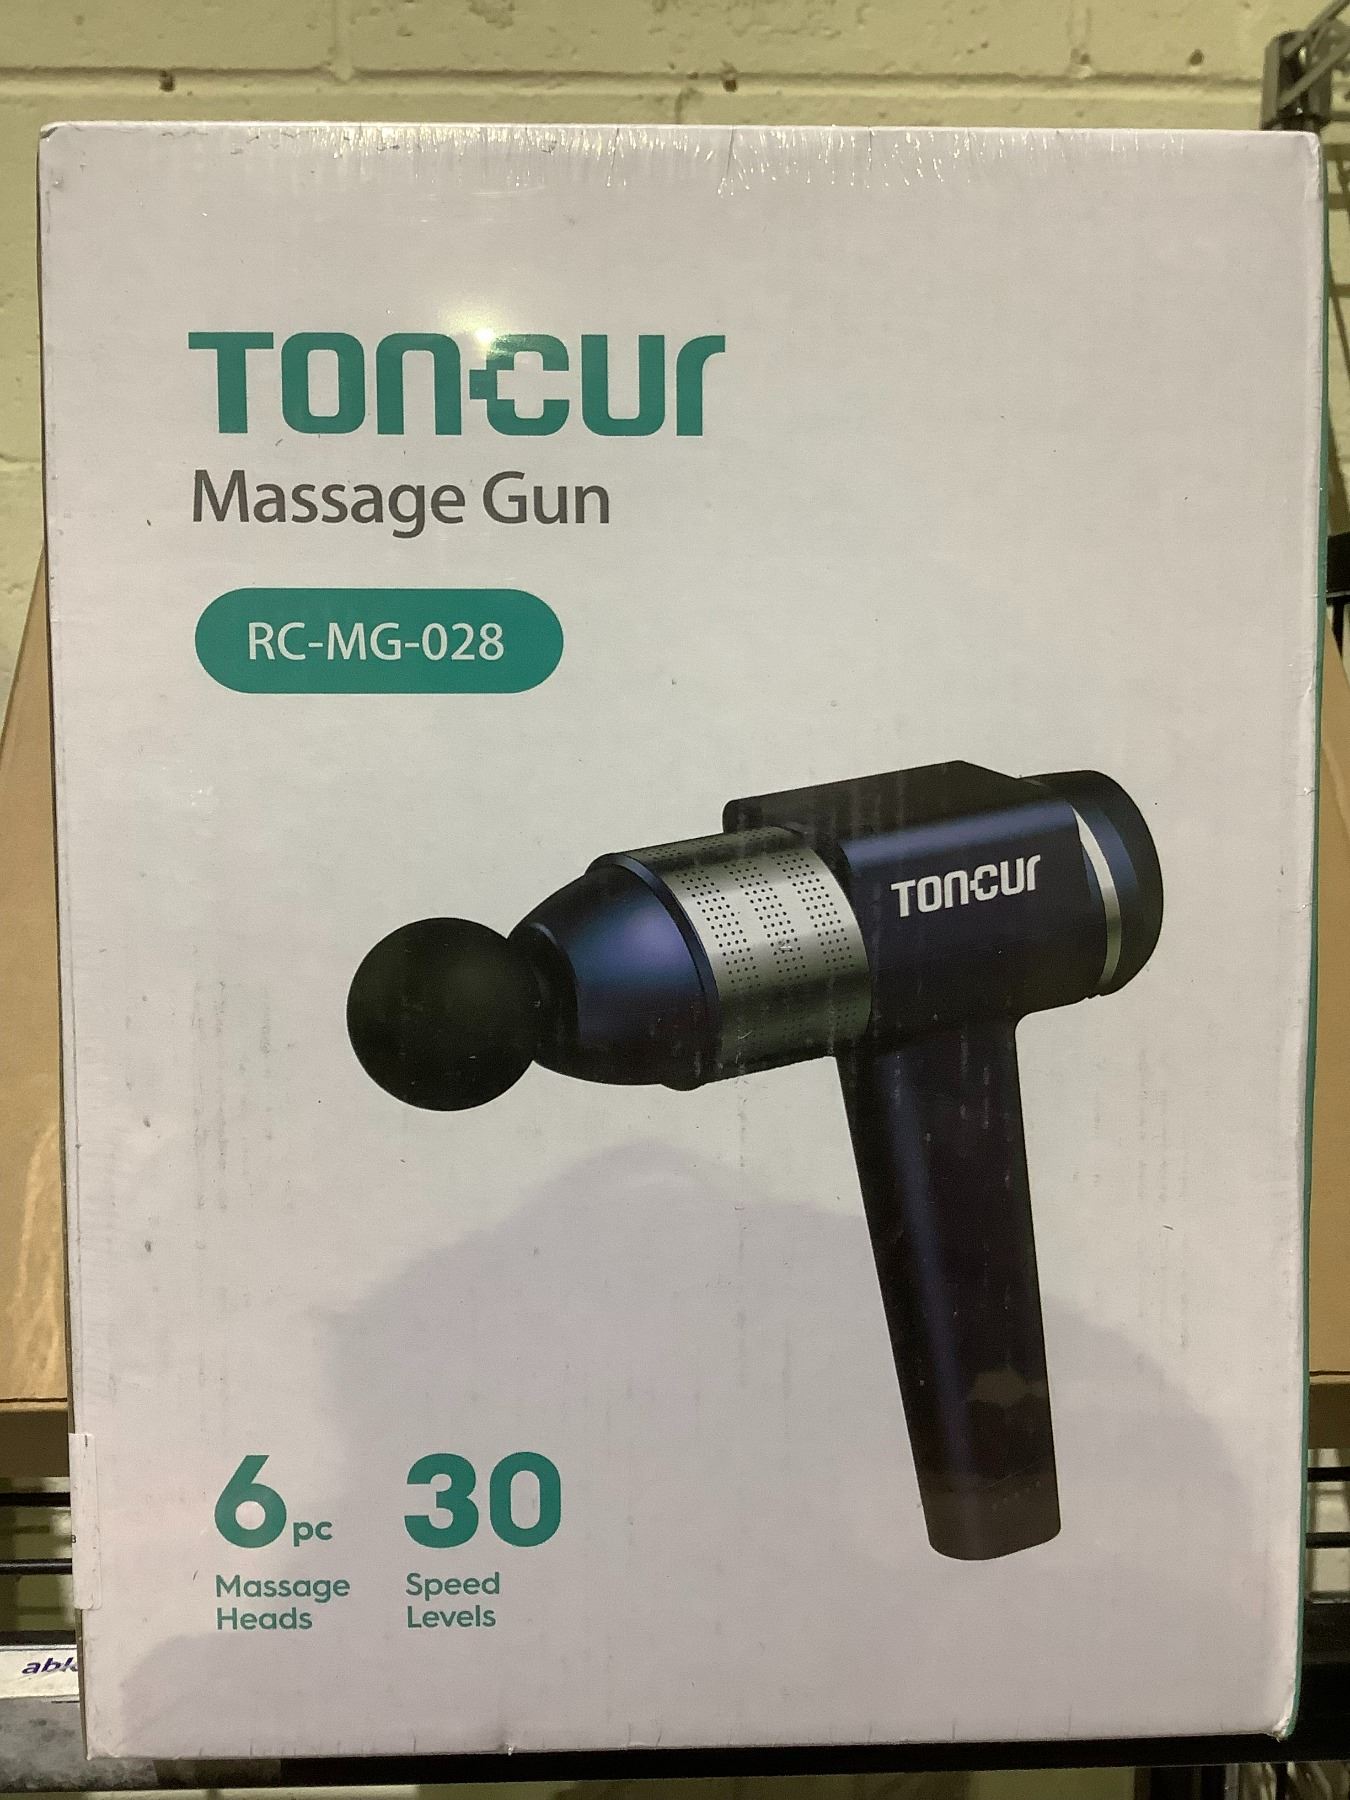 TONCUR
Massage Gun
RC-MG-028
TONCUR
6pc
Massage
Heads
30
Speed
Levels